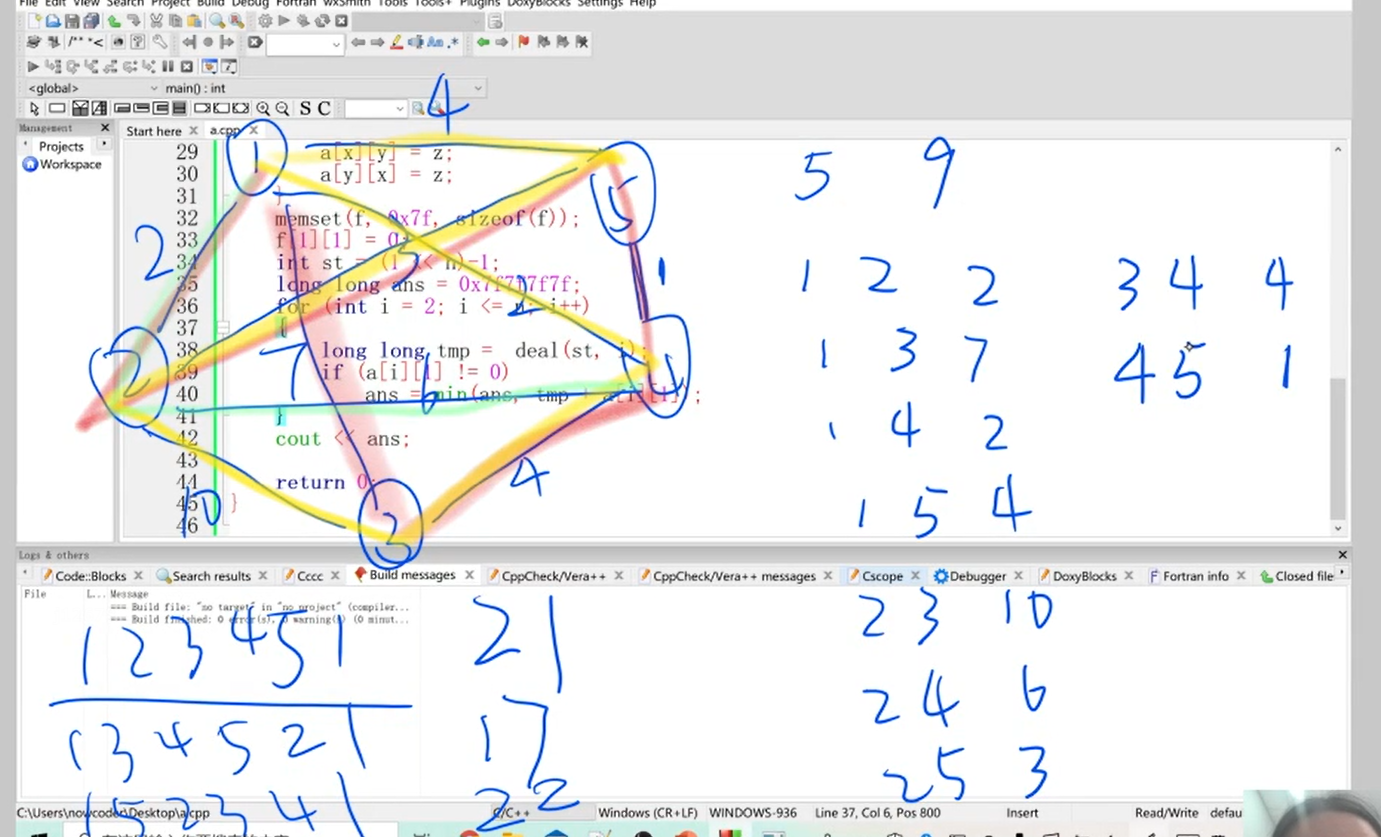 File Edit View Search Project Build Debug Fortran wxSmith Tools Tools+ Plugins DoxyBlocks Settings Help
<global> main() : int
S C
Management
Projects
Workspace
Start here a.cpp
29 a[x][y] = z;
30 a[y][x] = z;
31 }
32 memset(f, 0x7f, sizeof(f));
33 f[1][1] = 0;
34 int st = (1 << n)-1;
35 long long ans = 0x7f7f7f7f;
36 for (int i = 2; i <= n; i++)
37 {
38 long long tmp = deal(st, i);
39 if (a[i][1] != 0)
40 ans = min(ans, tmp + a[i][1]);
41 }
42 cout << ans;
43
44 return 0;
45 }
46
4
1
5
2
3
1
2
7
2
4
6
10
4
3
5 9
1 2 2 3 4 4
1 3 7 4 5 1
1 4 2
1 5 4
2 3 10
2 4 6
2 5 3
Logs & others
Code::Blocks Search results Cccc Build messages CppCheck/Vera++ CppCheck/Vera++ messages Cscope Debugger DoxyBlocks Fortran info Closed file
File L... Message
=== Build file: "no target" in "no project" (compiler...
=== Build finished: 0 error(s), 0 warning(s) (0 minut...
1 2 3 4 5 1 21
1 3 4 5 2 1 17
1 5 2 3 4 1 22
C:\Users\nowcoder\Desktop\a.cpp C/C++ Windows (CR+LF) WINDOWS-936 Line 37, Col 6, Pos 800 Insert Read/Write defau